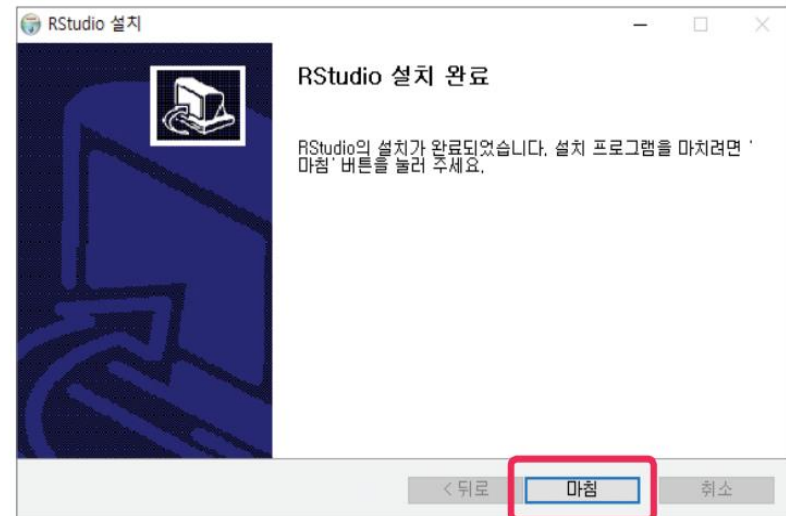 RStudio 설치
RStudio 설치 완료
RStudio의 설치가 완료되었습니다. 설치 프로그램을 마치려면 '
마침' 버튼을 눌러 주세요.
< 뒤로
마침
취소